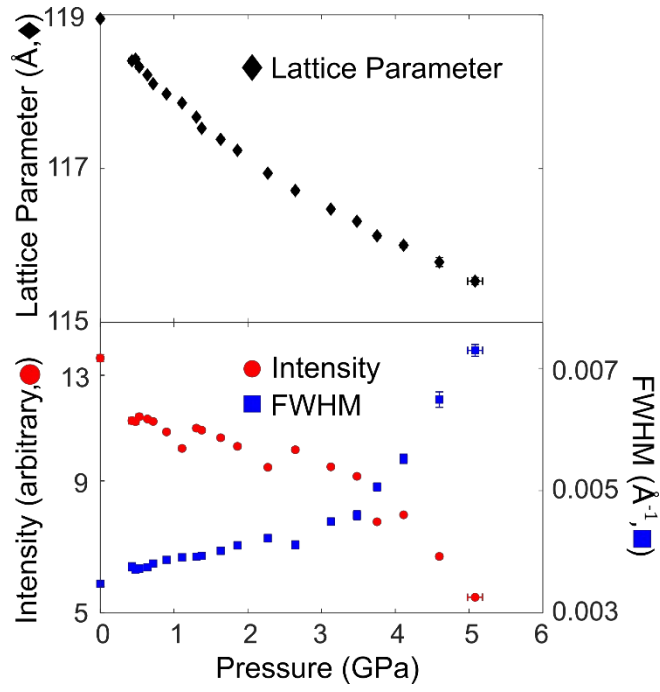 Lattice Parameter (Å,◆)
119
117
115
◆ Lattice Parameter
Intensity (arbitrary,●)
13
9
5
● Intensity
■ FWHM
0.007
0.005
0.003
FWHM (Å⁻¹,■)
0 1 2 3 4 5 6
Pressure (GPa)